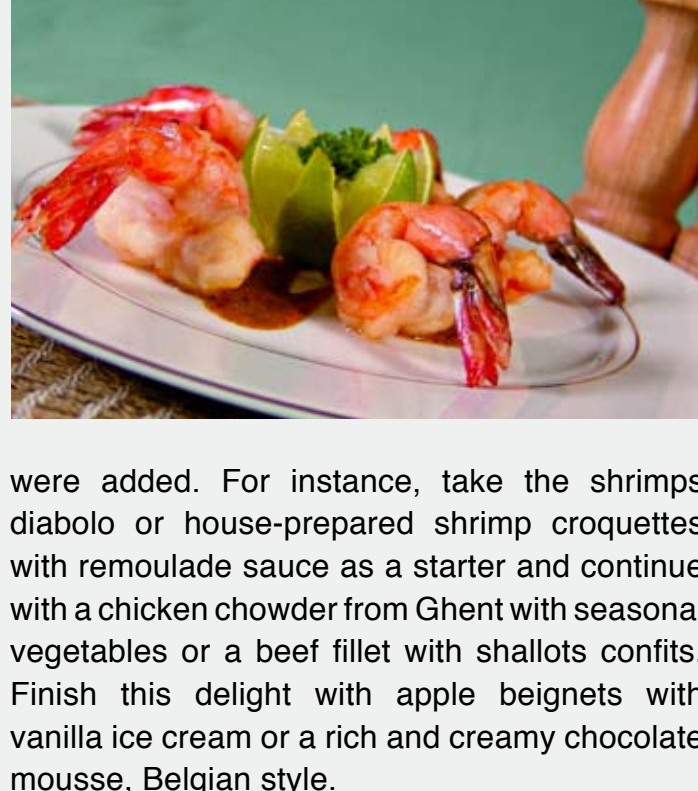 were added. For instance, take the shrimps
diabolo or house-prepared shrimp croquettes
with remoulade sauce as a starter and continue
with a chicken chowder from Ghent with seasonal
vegetables or a beef fillet with shallots confits.
Finish this delight with apple beignets with
vanilla ice cream or a rich and creamy chocolate
mousse, Belgian style.